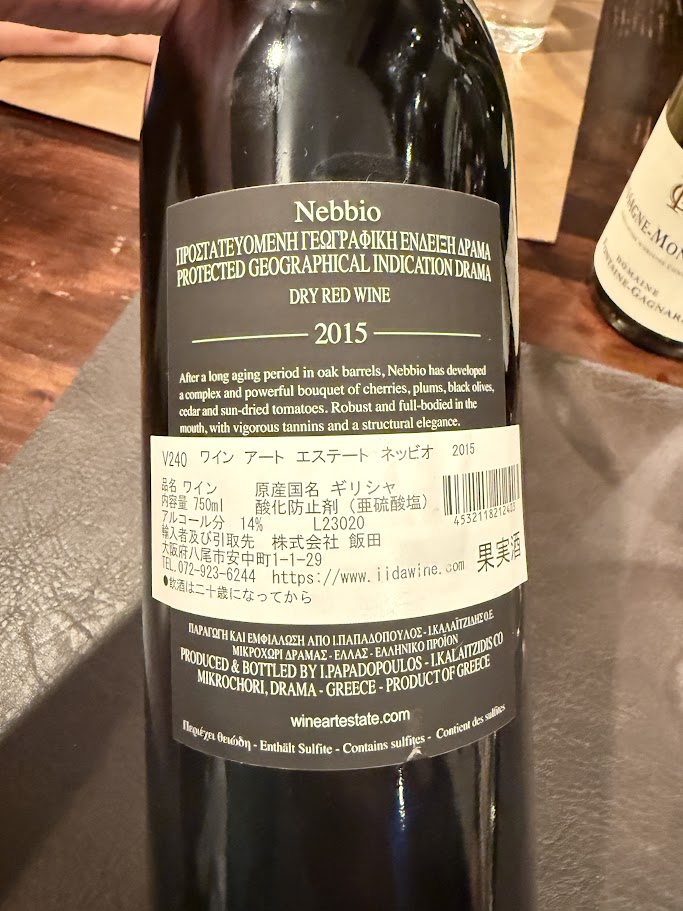 Nebbio
ΠΡΟΣΤΑΤΕΥΟΜΕΝΗ ΓΕΩΓΡΑΦΙΚΗ ΕΝΔΕΙΞΗ ΔΡΑΜΑ
PROTECTED GEOGRAPHICAL INDICATION DRAMA
DRY RED WINE
2015
After a long aging period in oak barrels, Nebbio has developed
a complex and powerful bouquet of cherries, plums, black olives,
cedar and sun-dried tomatoes. Robust and full-bodied in the
mouth, with vigorous tannins and a structural elegance.
V240 ワイン アート エステート ネッビオ 2015
品名 ワイン 原産国名 ギリシャ
内容量 750ml 酸化防止剤（亜硫酸塩）
アルコール分 14% L23020
輸入者及び引取先 株式会社 飯田
大阪府八尾市安中町1-1-29
TEL.072-923-6244 https://www.iidawine.com
●飲酒は二十歳になってから
4532118212403
果実酒
ΠΑΡΑΓΩΓΗ ΚΑΙ ΕΜΦΙΑΛΩΣΗ ΑΠΟ Ι.ΠΑΠΑΔΟΠΟΥΛΟΣ - Ι.ΚΑΛΑΪΤΖΙΔΗΣ Ο.Ε.
ΜΙΚΡΟΧΩΡΙ ΔΡΑΜΑΣ - ΕΛΛΑΣ - ΕΛΛΗΝΙΚΟ ΠΡΟΪΟΝ
PRODUCED & BOTTLED BY I.PAPADOPOULOS - I.KALAITZIDIS CO
MIKROCHORI, DRAMA - GREECE - PRODUCT OF GREECE
wineartestate.com
Περιέχει θειώδη - Enthält Sulfite - Contains sulfites - Contient des sulfites
DOMAINE